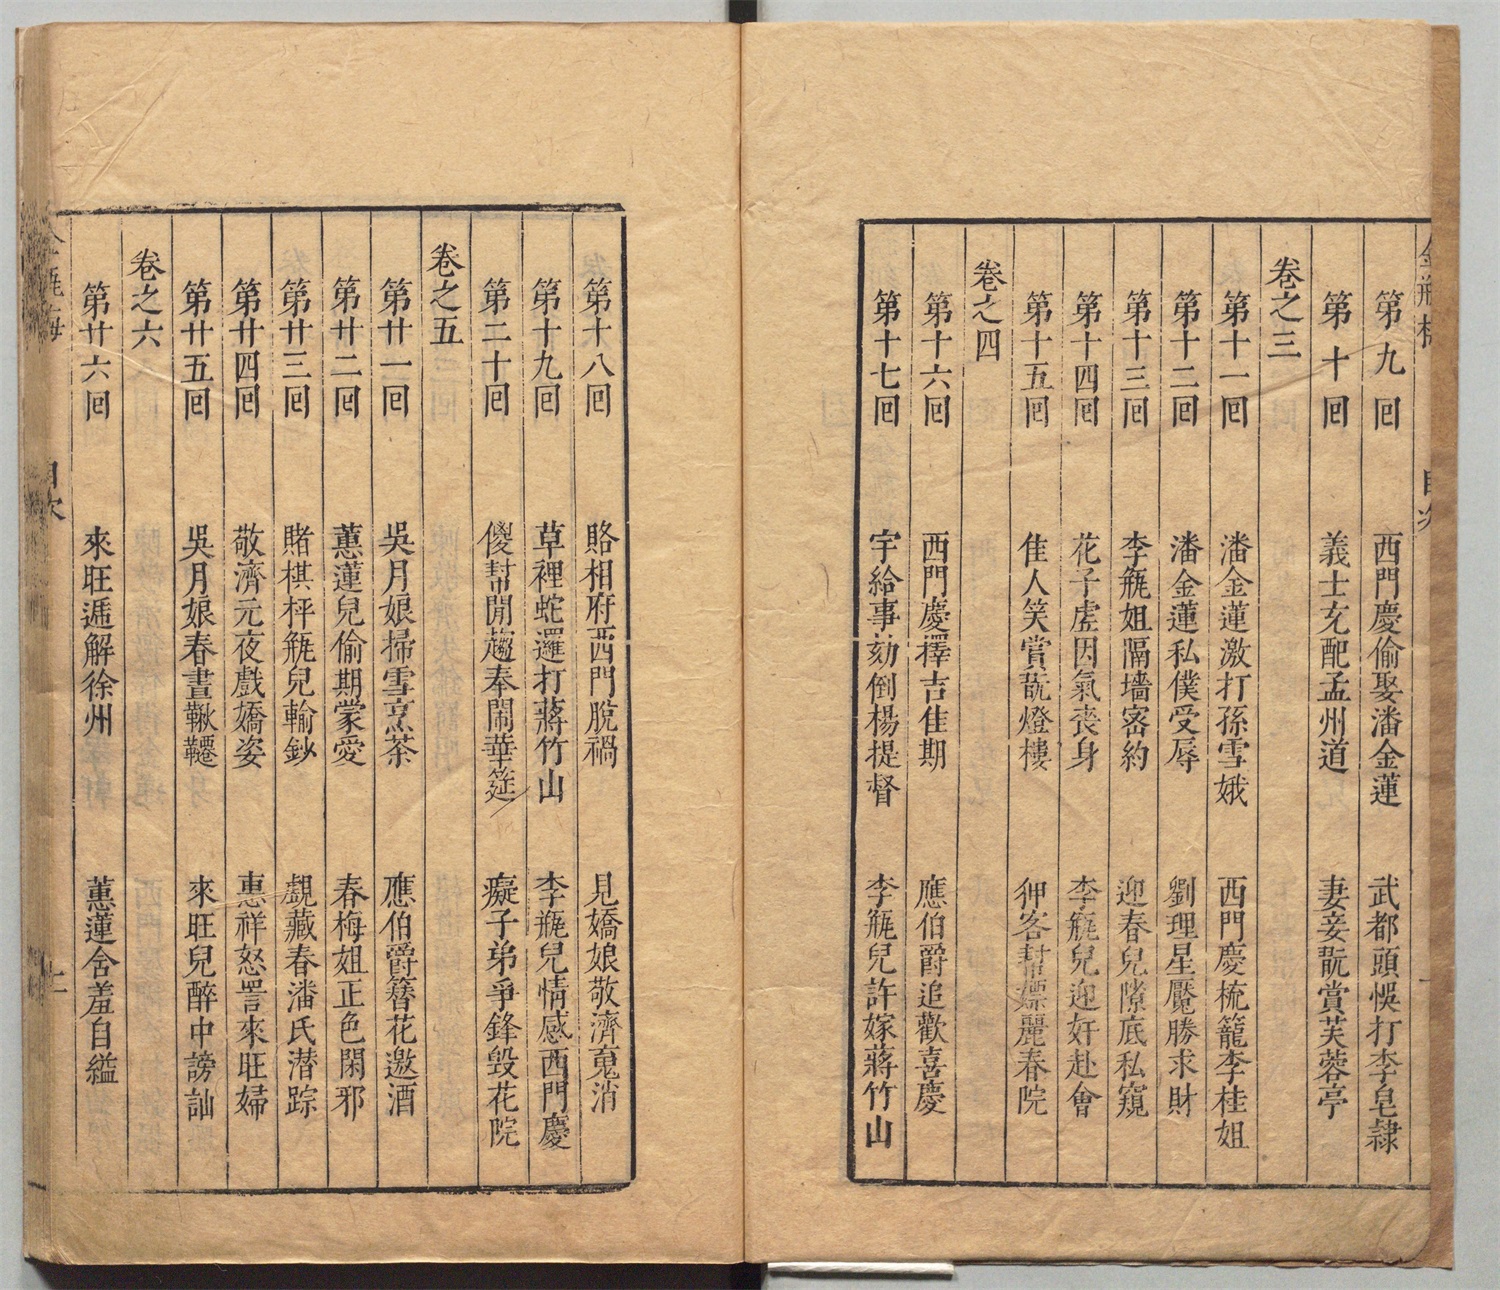 金瓶梅 目次 一
第九回 西門慶偷娶潘金蓮 武都頭悞打李皂隸
第十回 義士充配孟州道 妻妾翫賞芙蓉亭
卷之三
第十一回 潘金蓮激打孫雪娥 西門慶梳籠李桂姐
第十二回 潘金蓮私僕受辱 劉理星魘勝求財
第十三回 李瓶姐隔墻宻約 迎春兒隙底私窺
第十四回 花子虗因氣丧身 李瓶兒迎奸赴會
第十五回 佳人笑賞翫燈樓 狎客幫嫖麗春院
卷之四
第十六回 西門慶擇吉佳期 應伯爵追歡喜慶
第十七回 宇給事劾倒楊提督 李瓶兒許嫁蔣竹山
第十八回 賂相府西門脫禍 見嬌娘敬濟䰟消
第十九回 草裡蛇邏打蔣竹山 李瓶兒情感西門慶
第二十回 傻幫閒趨奉閙華筵 癡子弟爭鋒毀花院
卷之五
第廿一回 吳月娘掃雪烹茶 應伯爵簪花邀酒
第廿二回 蕙蓮兒偷期蒙愛 春梅姐正色閑邪
第廿三回 賭棋枰瓶兒輸鈔 覷藏春潘氏潜踪
第廿四回 敬濟元夜戲嬌姿 惠祥怒詈來旺婦
第廿五回 吳月娘春晝鞦韆 來旺兒醉中謗訕
卷之六
第廿六回 來旺遞解徐州 蕙蓮含羞自縊
金瓶梅 目次